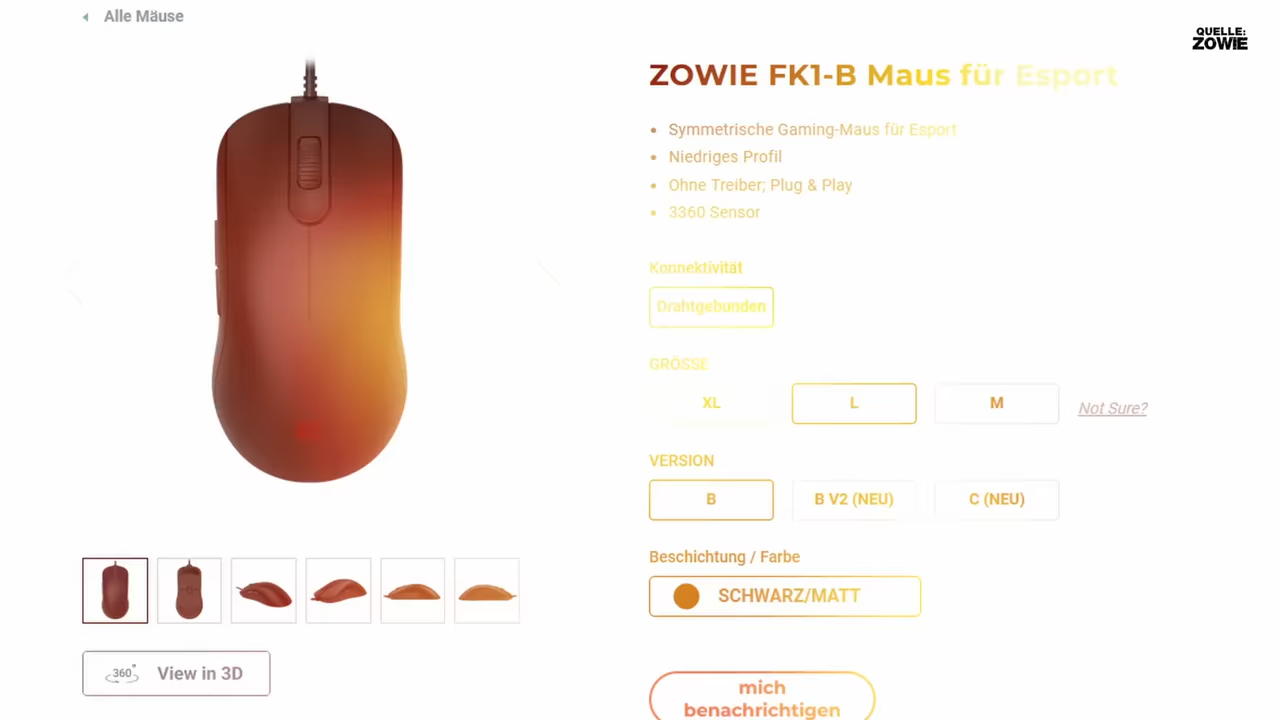 Alle Mäuse
QUELLE:
ZOWIE
ZOWIE FK1-B Maus für Esport
Symmetrische Gaming-Maus für Esport
Niedriges Profil
Ohne Treiber; Plug & Play
3360 Sensor
Konnektivität
Drahtgebunden
GRÖSSE
XL
L
M
Not Sure?
VERSION
B
B V2 (NEU)
C (NEU)
Beschichtung / Farbe
SCHWARZ/MATT
360°
View in 3D
mich
benachrichtigen